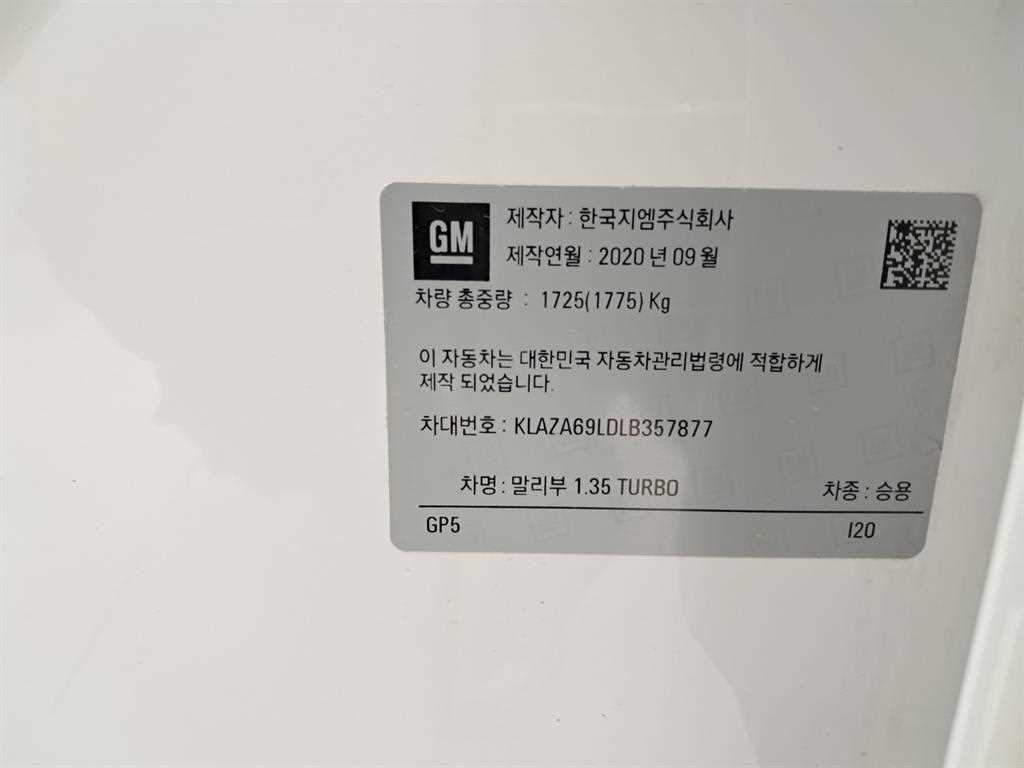 GM
제작자 : 한국지엠주식회사
제작연월 : 2020 년 09 월
차량 총중량 : 1725(1775) Kg
이 자동차는 대한민국 자동차관리법령에 적합하게
제작 되었습니다.
차대번호 : KLAZA69LDLB357877
차명 : 말리부 1.35 TURBO 차종 : 승용
GP5 I20